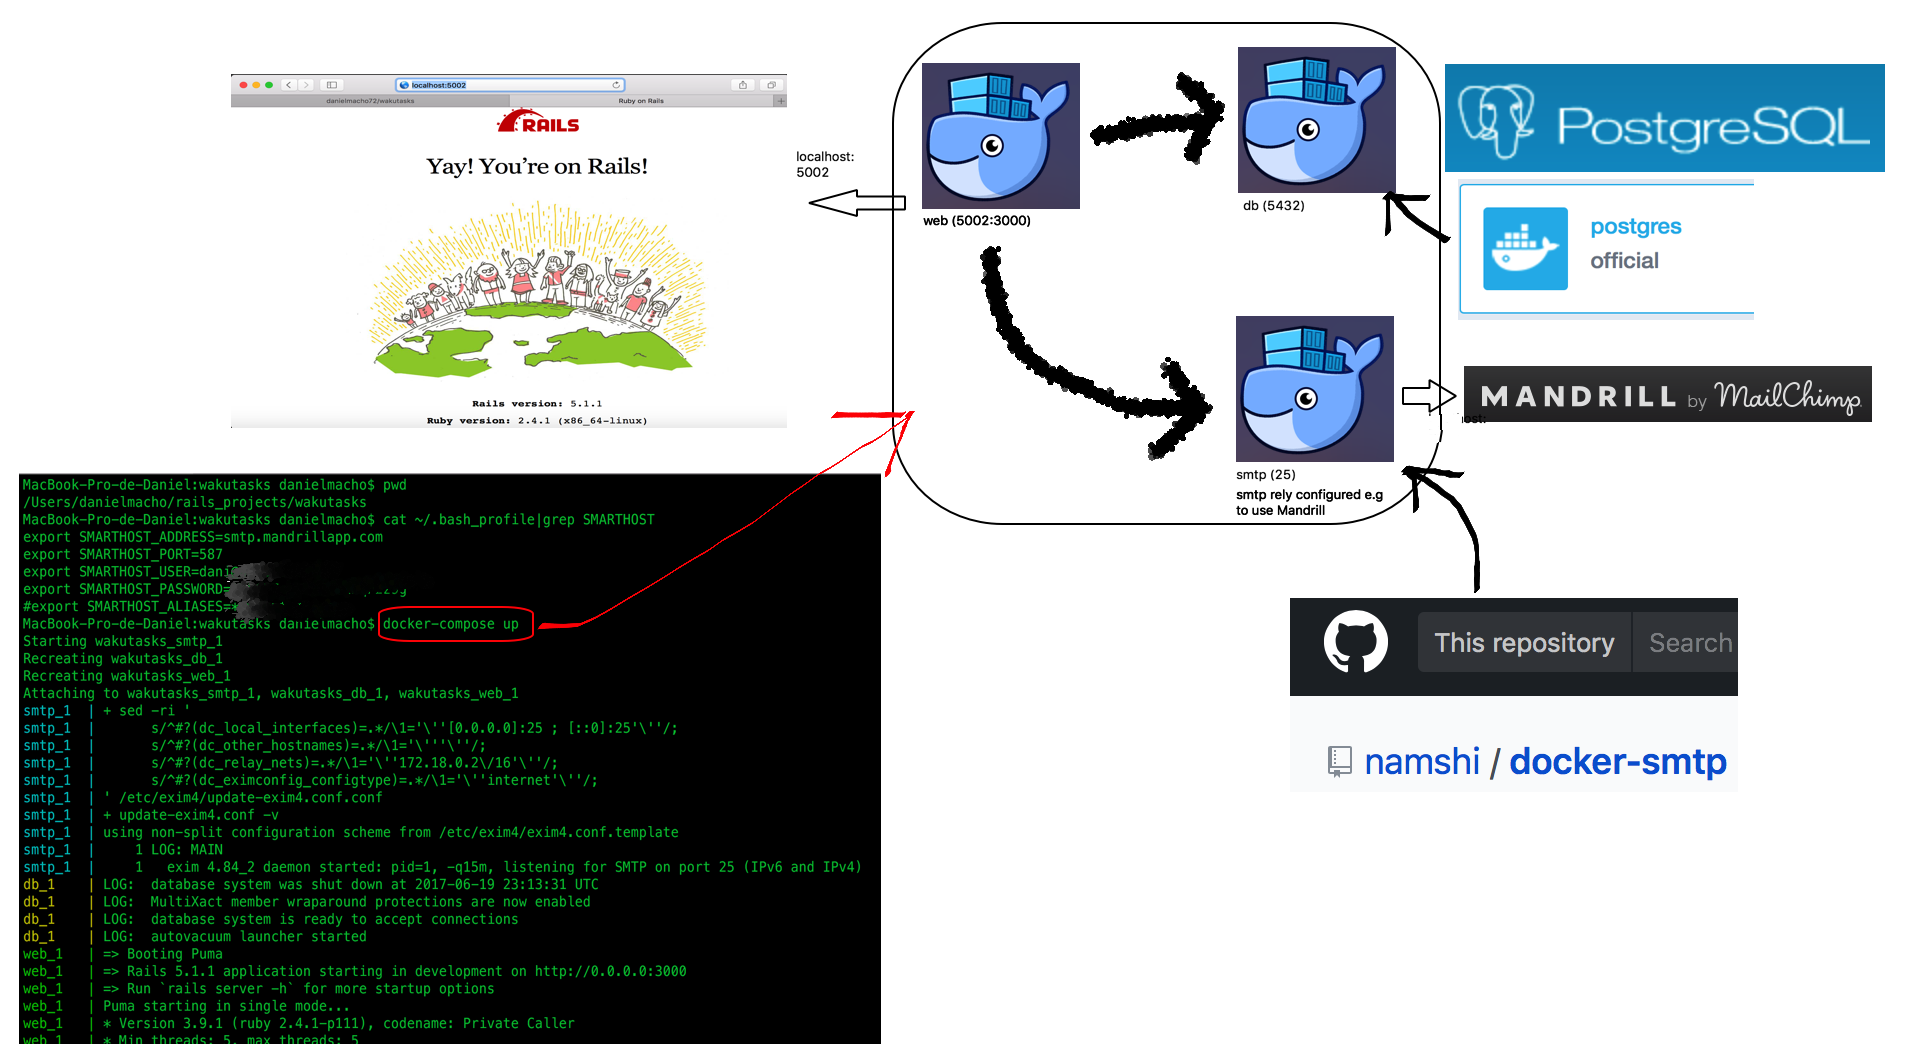 localhost:5002
danielmacho72/wakutasks
Ruby on Rails
RAILS
Yay! You're on Rails!
Rails version: 5.1.1
Ruby version: 2.4.1 (x86_64-linux)
localhost:
5002
web (5002:3000)
db (5432)
smtp (25)
smtp rely configured e.g
to use Mandrill
PostgreSQL
postgres
official
MANDRILL by MailChimp
This repository
Search
namshi / docker-smtp
MacBook-Pro-de-Daniel:wakutasks danielmacho$ pwd
/Users/danielmacho/rails_projects/wakutasks
MacBook-Pro-de-Daniel:wakutasks danielmacho$ cat ~/.bash_profile|grep SMARTHOST
export SMARTHOST_ADDRESS=smtp.mandrillapp.com
export SMARTHOST_PORT=587
export SMARTHOST_USER=dani
export SMARTHOST_PASSWORD=
#export SMARTHOST_ALIASES=*
MacBook-Pro-de-Daniel:wakutasks danielmacho$ docker-compose up
Starting wakutasks_smtp_1
Recreating wakutasks_db_1
Recreating wakutasks_web_1
Attaching to wakutasks_smtp_1, wakutasks_db_1, wakutasks_web_1
smtp_1 | + sed -ri '
smtp_1 | s/^#?(dc_local_interfaces)=.*/\1='\''[0.0.0.0]:25 ; [::0]:25'\''/;
smtp_1 | s/^#?(dc_other_hostnames)=.*/\1='\'''\''/;
smtp_1 | s/^#?(dc_relay_nets)=.*/\1='\''172.18.0.2\/16'\''/;
smtp_1 | s/^#?(dc_eximconfig_configtype)=.*/\1='\''internet'\''/;
smtp_1 | ' /etc/exim4/update-exim4.conf.conf
smtp_1 | + update-exim4.conf -v
smtp_1 | using non-split configuration scheme from /etc/exim4/exim4.conf.template
smtp_1 | 1 LOG: MAIN
smtp_1 | 1 exim 4.84_2 daemon started: pid=1, -q15m, listening for SMTP on port 25 (IPv6 and IPv4)
db_1 | LOG: database system was shut down at 2017-06-19 23:13:31 UTC
db_1 | LOG: MultiXact member wraparound protections are now enabled
db_1 | LOG: database system is ready to accept connections
db_1 | LOG: autovacuum launcher started
web_1 | => Booting Puma
web_1 | => Rails 5.1.1 application starting in development on http://0.0.0.0:3000
web_1 | => Run `rails server -h` for more startup options
web_1 | Puma starting in single mode...
web_1 | * Version 3.9.1 (ruby 2.4.1-p111), codename: Private Caller
web_1 | * Min threads: 5, max threads: 5